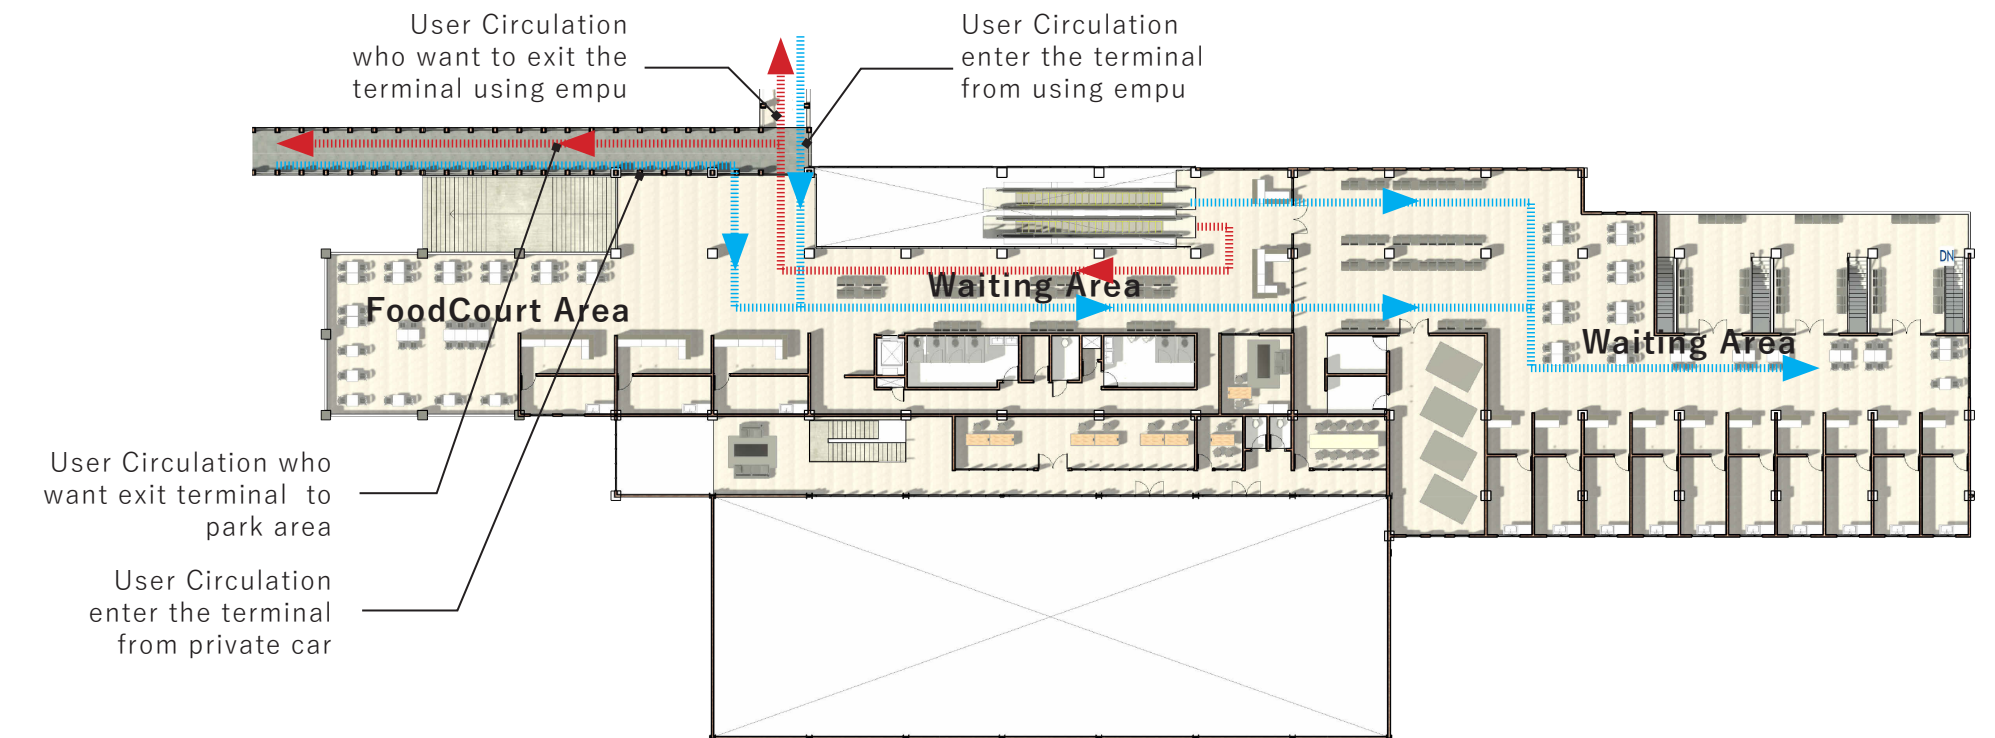 User Circulation
who want to exit the
terminal using empu
User Circulation
enter the terminal
from using empu
DN
Waiting Area
FoodCourt Area
Waiting Area
User Circulation who
want exit terminal to
park area
User Circulation
enter the terminal
from private car